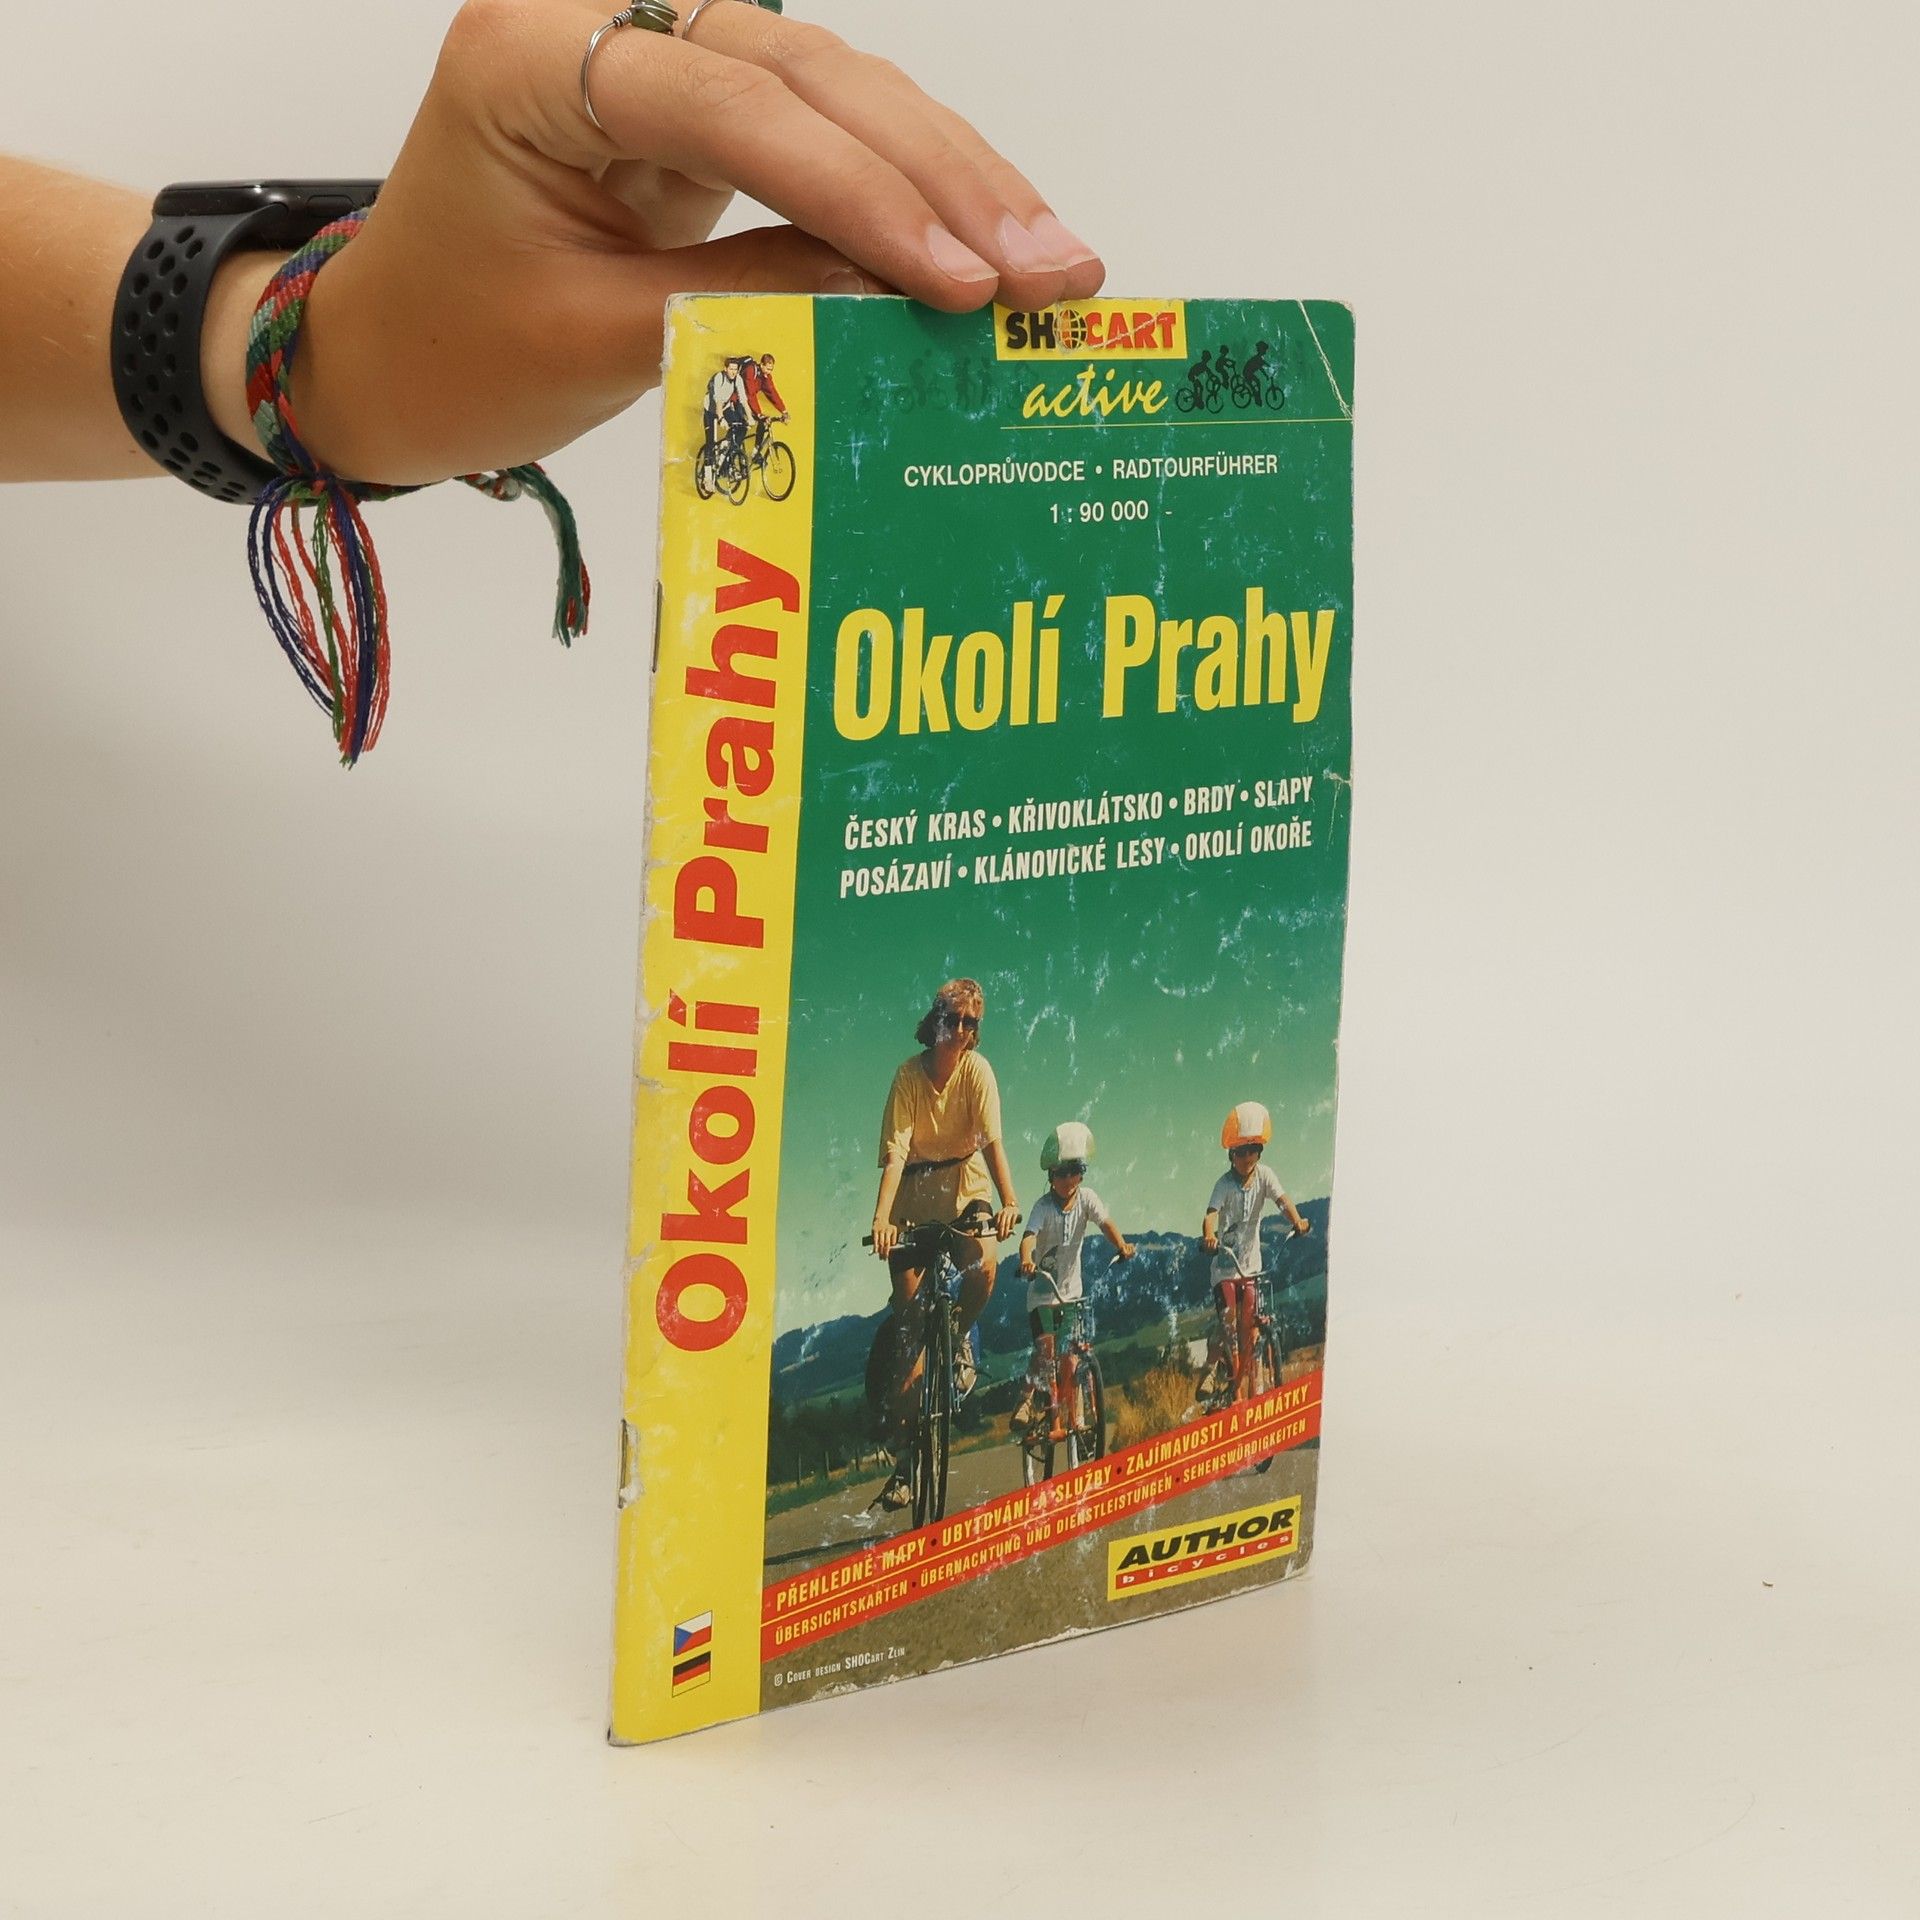 SHOCART
active
CYKLOPRŮVODCE • RADTOURFÜHRER
1 : 90 000
Okolí Prahy
Okolí Prahy
ČESKÝ KRAS • KŘIVOKLÁTSKO • BRDY • SLAPY
POSÁZAVÍ • KLÁNOVICKÉ LESY • OKOLÍ OKOŘE
PŘEHLEDNÉ MAPY • UBYTOVÁNÍ A SLUŽBY • ZAJÍMAVOSTI A PAMÁTKY
ÜBERSICHTSKARTEN • ÜBERNACHTUNG UND DIENSTLEISTUNGEN • SEHENSWÜRDIGKEITEN
AUTHOR®
bicycles
© COVER DESIGN SHOCART ZLÍN